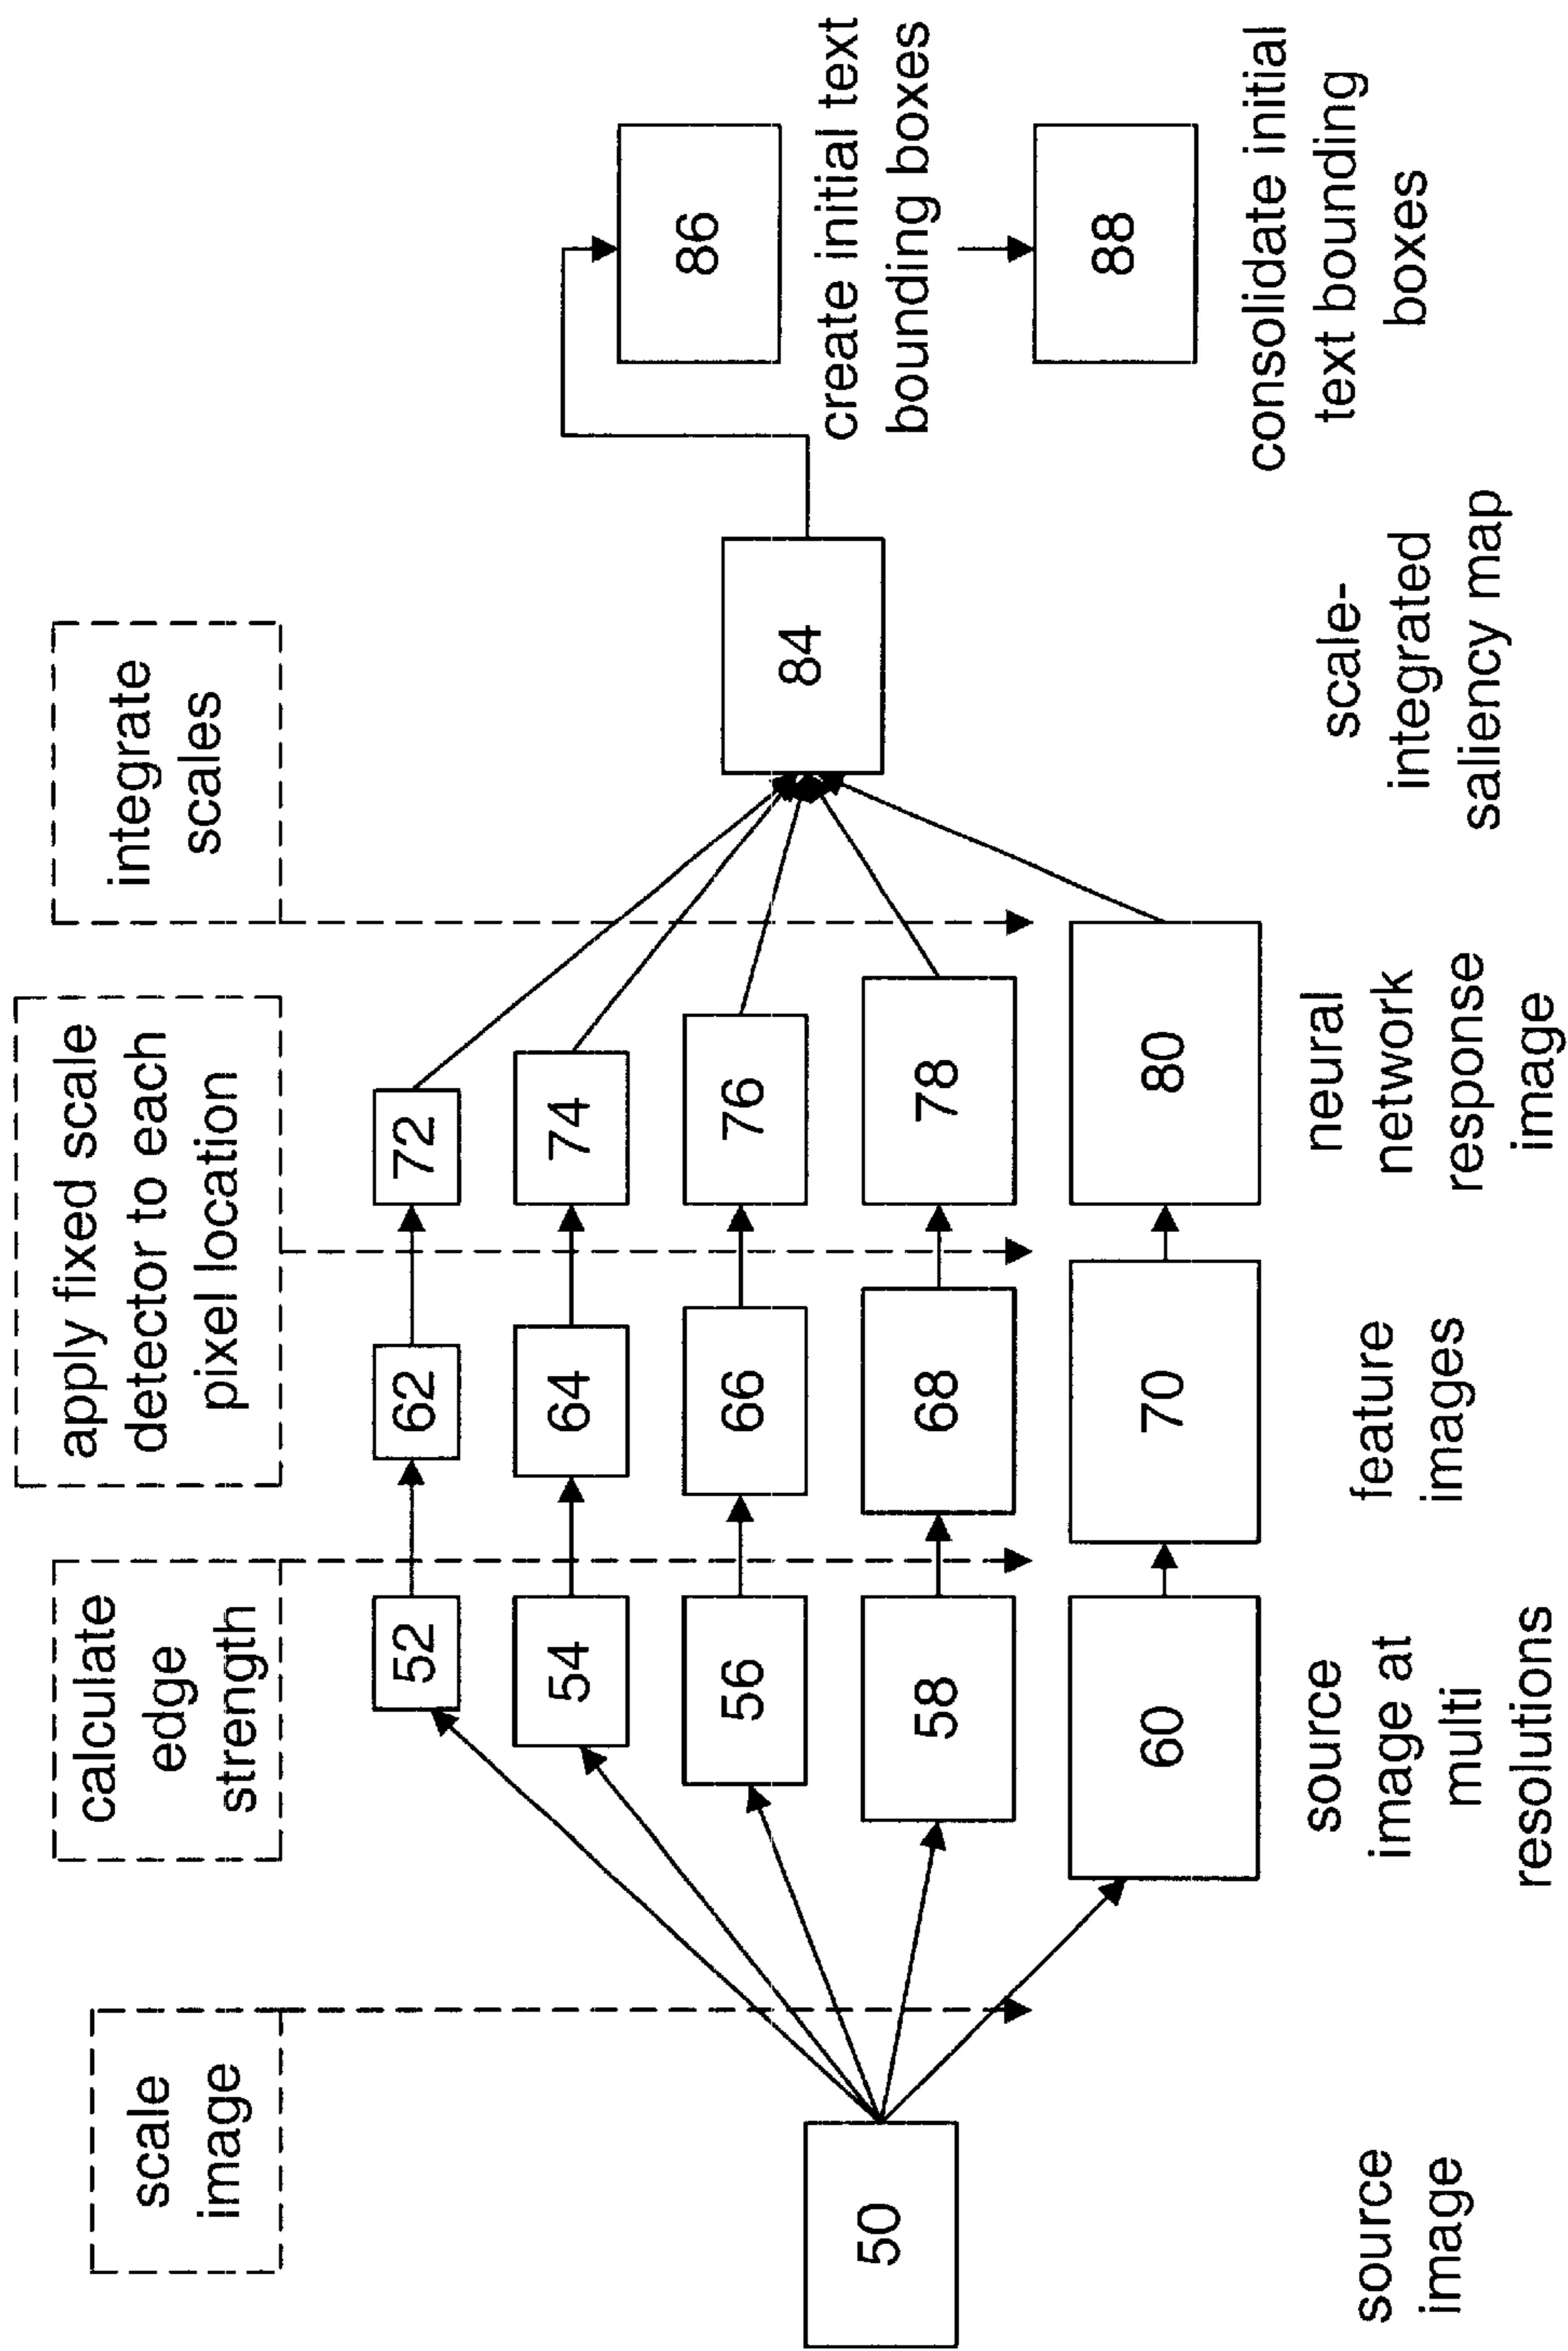 scale
image
calculate
edge
strength
apply fixed scale
detector to each
pixel location
integrate
scales
50
52
54
56
58
60
62
64
66
68
70
72
74
76
78
80
84
86
create initial text
bounding boxes
88
consolidate initial
text bounding
boxes
source
image
source
image at
multi
resolutions
feature
images
neural
network
response
image
scale-
integrated
saliency map